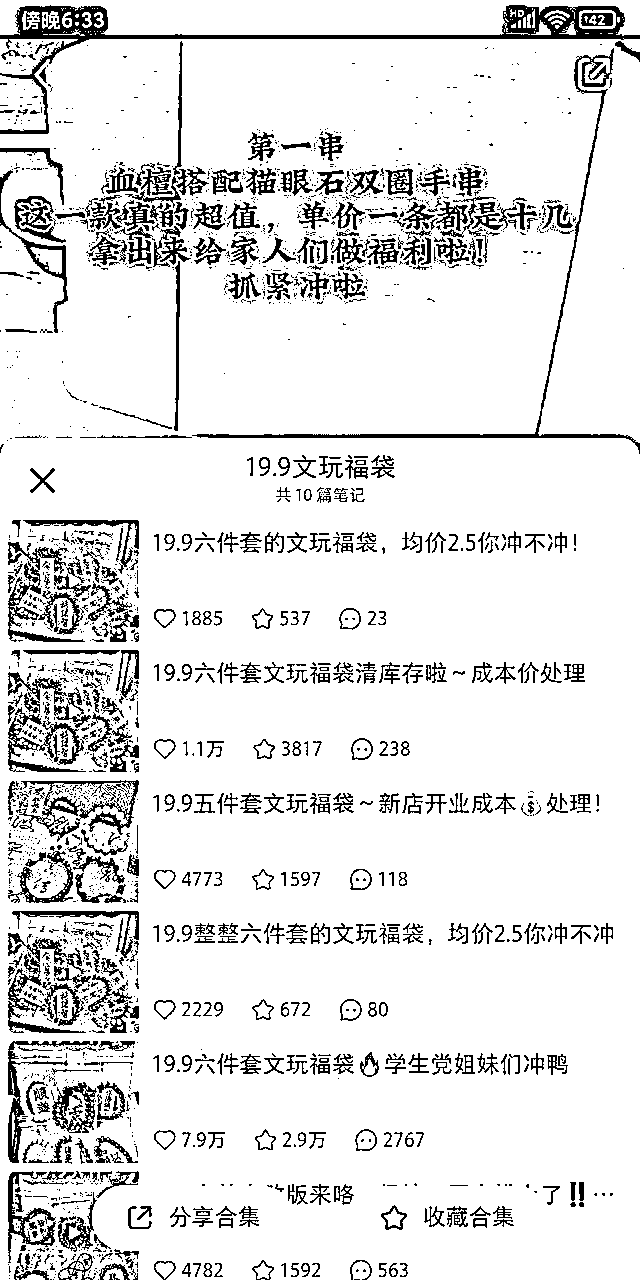 傍晚6:33
HD
42
第一串
血檀搭配猫眼石双圈手串
这一款真的超值，单价一条都是十几
拿出来给家人们做福利啦！
抓紧冲啦
19.9文玩福袋
共10篇笔记
19.9六件套的文玩福袋，均价2.5你冲不冲！
1885 537 23
19.9六件套文玩福袋清库存啦～成本价处理
1.1万 3817 238
19.9五件套文玩福袋～新店开业成本💰处理！
4773 1597 118
19.9整整六件套的文玩福袋，均价2.5你冲不冲
2229 672 80
19.9六件套文玩福袋🔥学生党姐妹们冲鸭
7.9万 2.9万 2767
版来咯 了‼️…
分享合集 收藏合集
4782 1592 563